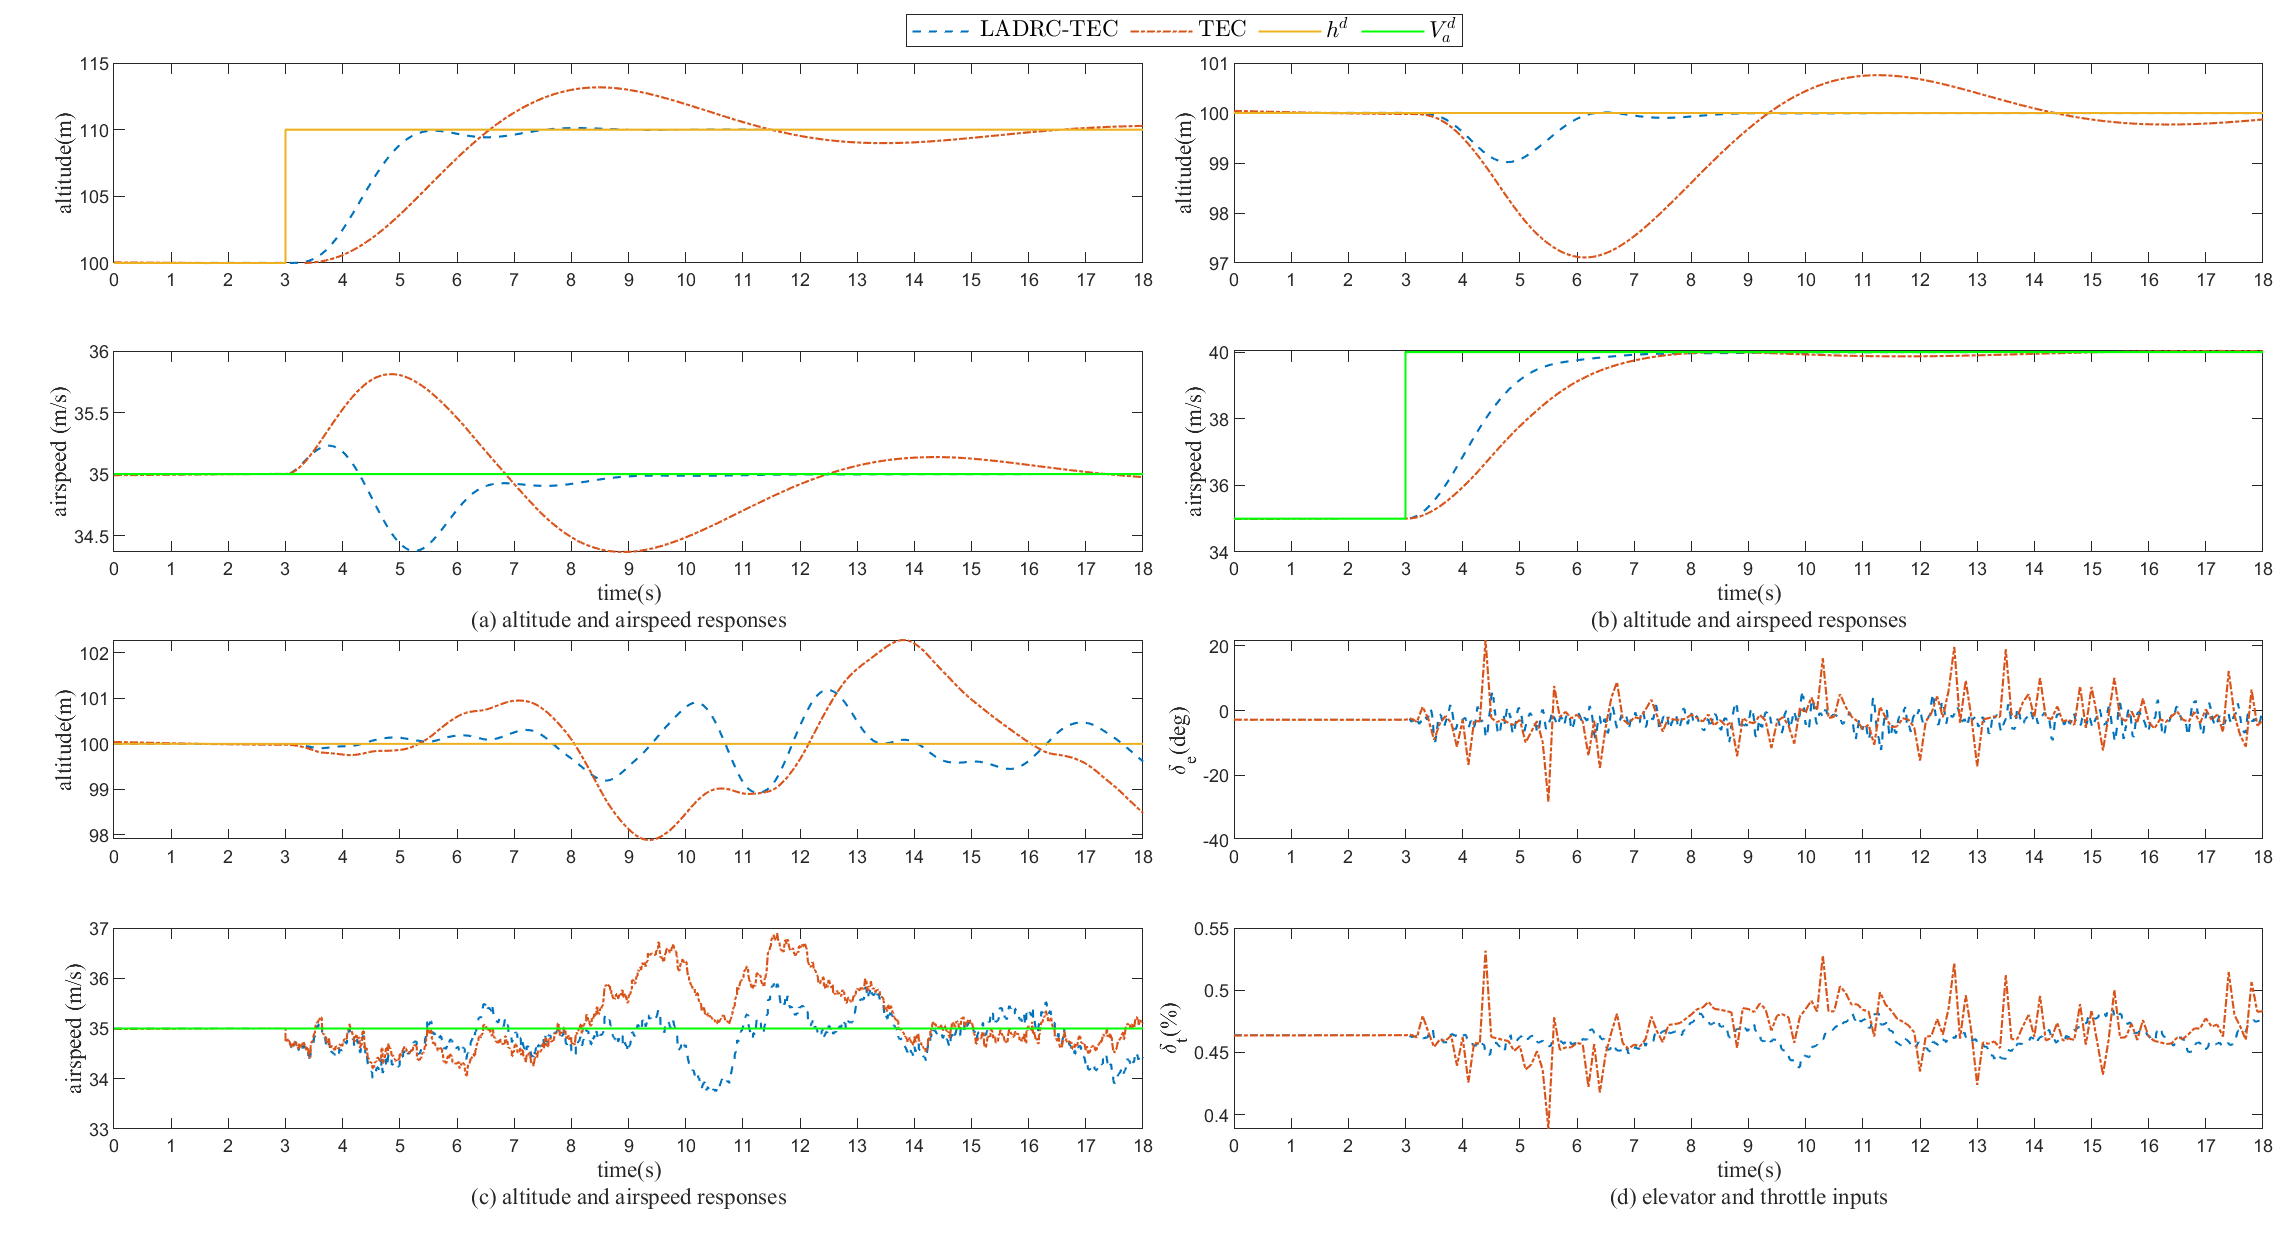 LADRC-TEC TEC h^d V_a^d
115
110
105
100
altitude(m)
0 1 2 3 4 5 6 7 8 9 10 11 12 13 14 15 16 17 18
36
35.5
35
34.5
airspeed (m/s)
0 1 2 3 4 5 6 7 8 9 10 11 12 13 14 15 16 17 18
time(s)
(a) altitude and airspeed responses
101
100
99
98
97
altitude(m)
0 1 2 3 4 5 6 7 8 9 10 11 12 13 14 15 16 17 18
40
38
36
34
airspeed (m/s)
0 1 2 3 4 5 6 7 8 9 10 11 12 13 14 15 16 17 18
time(s)
(b) altitude and airspeed responses
102
101
100
99
98
altitude(m)
0 1 2 3 4 5 6 7 8 9 10 11 12 13 14 15 16 17 18
37
36
35
34
33
airspeed (m/s)
0 1 2 3 4 5 6 7 8 9 10 11 12 13 14 15 16 17 18
time(s)
(c) altitude and airspeed responses
20
0
-20
-40
δ_e(deg)
0 1 2 3 4 5 6 7 8 9 10 11 12 13 14 15 16 17 18
0.55
0.5
0.45
0.4
δ_t(%)
0 1 2 3 4 5 6 7 8 9 10 11 12 13 14 15 16 17 18
time(s)
(d) elevator and throttle inputs